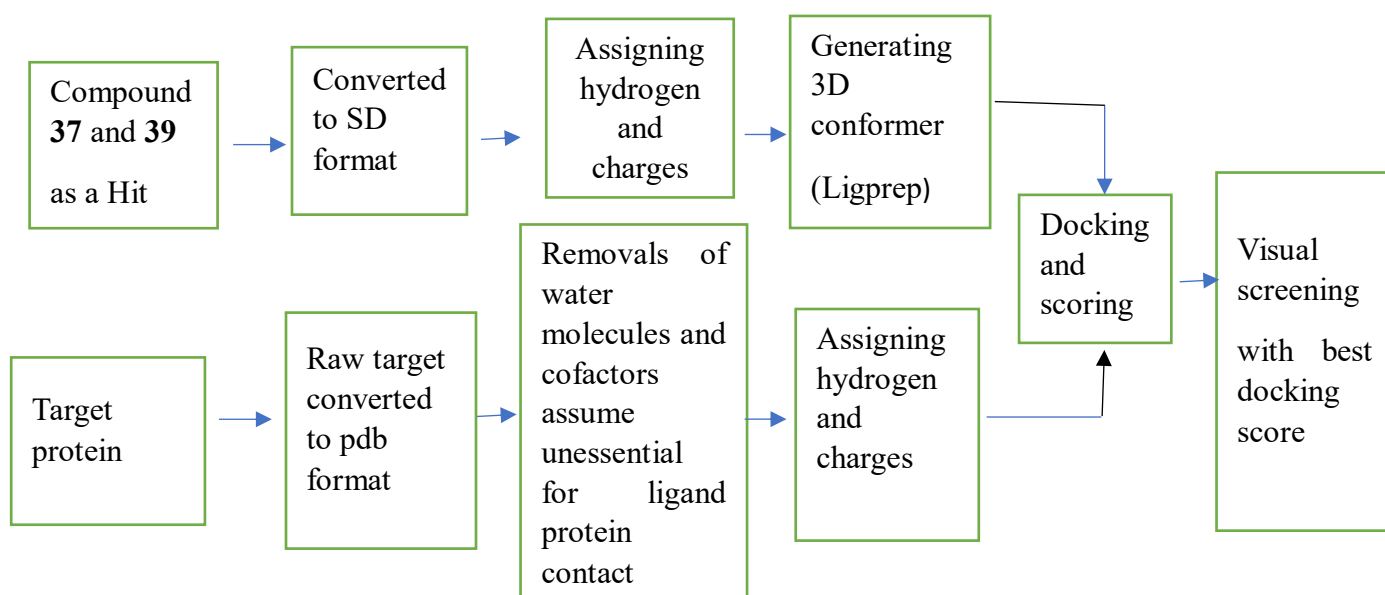 Compound
37 and 39
as a Hit
Converted
to SD
format
Assigning
hydrogen
and
charges
Generating
3D
conformer
(Ligprep)
Target
protein
Raw target
converted
to pdb
format
Removals of
water
molecules and
cofactors
assume
unessential
for ligand
protein
contact
Assigning
hydrogen
and
charges
Docking
and
scoring
Visual
screening
with best
docking
score